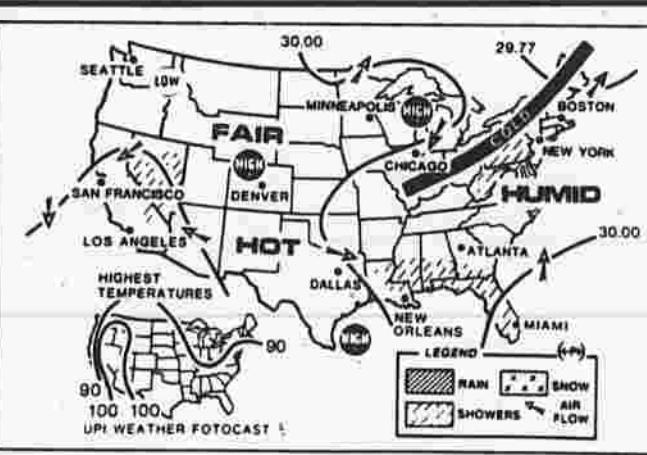 30.00
29.77
SEATTLE
LOW
MINNEAPOLIS
HIGH
BOSTON
COLD
FAIR
NEW YORK
CHICAGO
HIGH
SAN FRANCISCO
DENVER
HUMID
LOS ANGELES
HOT
ATLANTA
30.00
HIGHEST
TEMPERATURES
DALLAS
NEW
ORLEANS
MIAMI
HIGH
90
LEGEND
RAIN
SNOW
90
SHOWERS
AIR
FLOW
100 100
UPI WEATHER FOTOCAST